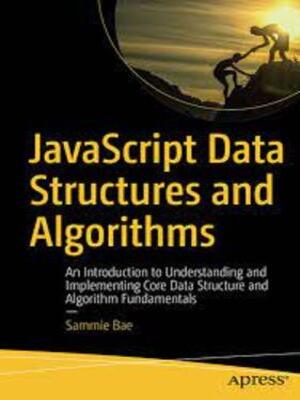 JavaScript Data
Structures and
Algorithms
An Introduction to Understanding and
Implementing Core Data Structure and
Algorithm Fundamentals
—
Sammie Bae
Apress®